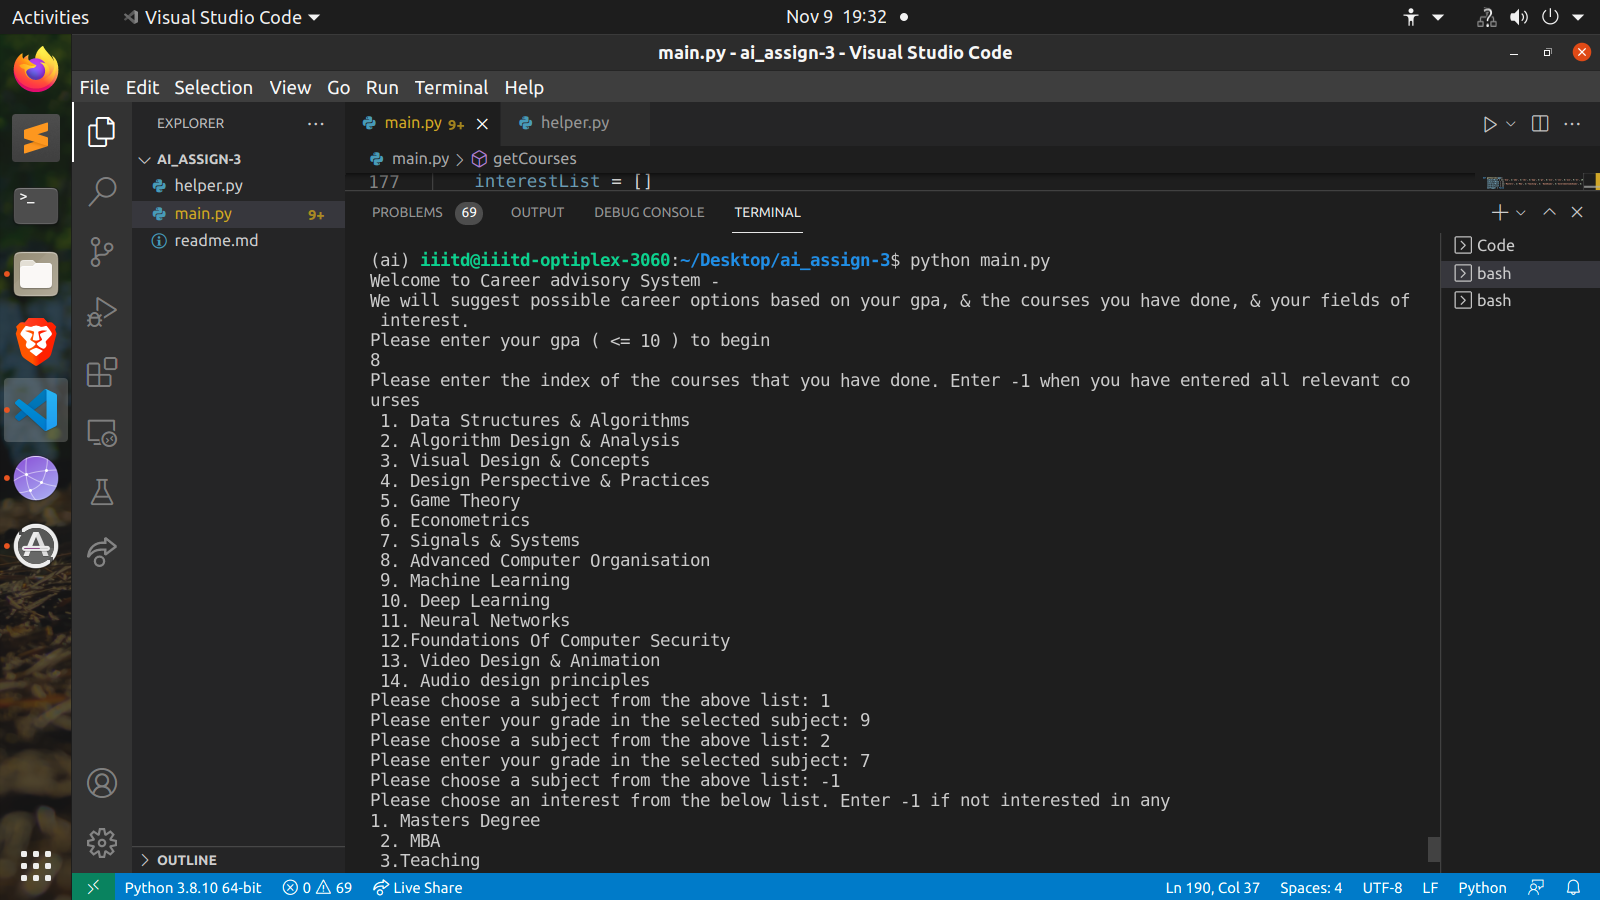 Activities
Visual Studio Code
Nov 9 19:32
main.py - ai_assign-3 - Visual Studio Code
File Edit Selection View Go Run Terminal Help
EXPLORER
main.py 9+
helper.py
AI_ASSIGN-3
main.py > getCourses
helper.py
177 interestList = []
main.py 9+
PROBLEMS 69 OUTPUT DEBUG CONSOLE TERMINAL
readme.md
Code
bash
bash
(ai) iiitd@iiitd-optiplex-3060:~/Desktop/ai_assign-3$ python main.py
Welcome to Career advisory System -
We will suggest possible career options based on your gpa, & the courses you have done, & your fields of
 interest.
Please enter your gpa ( <= 10 ) to begin
8
Please enter the index of the courses that you have done. Enter -1 when you have entered all relevant co
urses
 1. Data Structures & Algorithms
 2. Algorithm Design & Analysis
 3. Visual Design & Concepts
 4. Design Perspective & Practices
 5. Game Theory
 6. Econometrics
 7. Signals & Systems
 8. Advanced Computer Organisation
 9. Machine Learning
 10. Deep Learning
 11. Neural Networks
 12.Foundations Of Computer Security
 13. Video Design & Animation
 14. Audio design principles
Please choose a subject from the above list: 1
Please enter your grade in the selected subject: 9
Please choose a subject from the above list: 2
Please enter your grade in the selected subject: 7
Please choose a subject from the above list: -1
Please choose an interest from the below list. Enter -1 if not interested in any
1. Masters Degree
 2. MBA
 3.Teaching
OUTLINE
Python 3.8.10 64-bit 0 69 Live Share
Ln 190, Col 37 Spaces: 4 UTF-8 LF Python